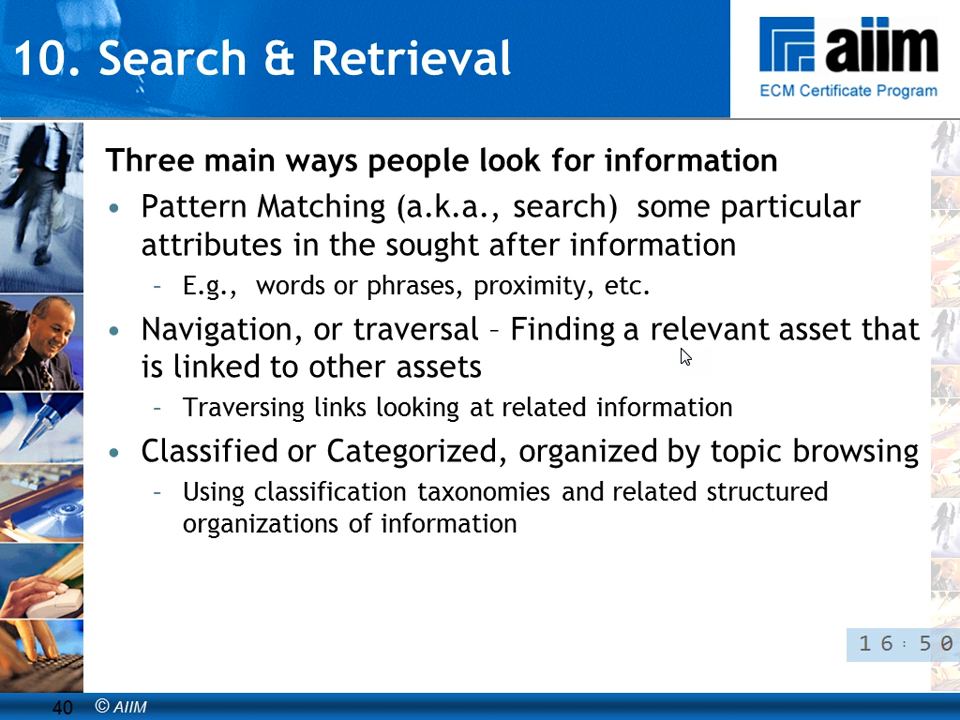 10. Search & Retrieval
aiim
ECM Certificate Program
Three main ways people look for information
• Pattern Matching (a.k.a., search)  some particular
attributes in the sought after information
– E.g.,  words or phrases, proximity, etc.
• Navigation, or traversal – Finding a relevant asset that
is linked to other assets
– Traversing links looking at related information
• Classified or Categorized, organized by topic browsing
– Using classification taxonomies and related structured
organizations of information
16:50
40
© AIIM